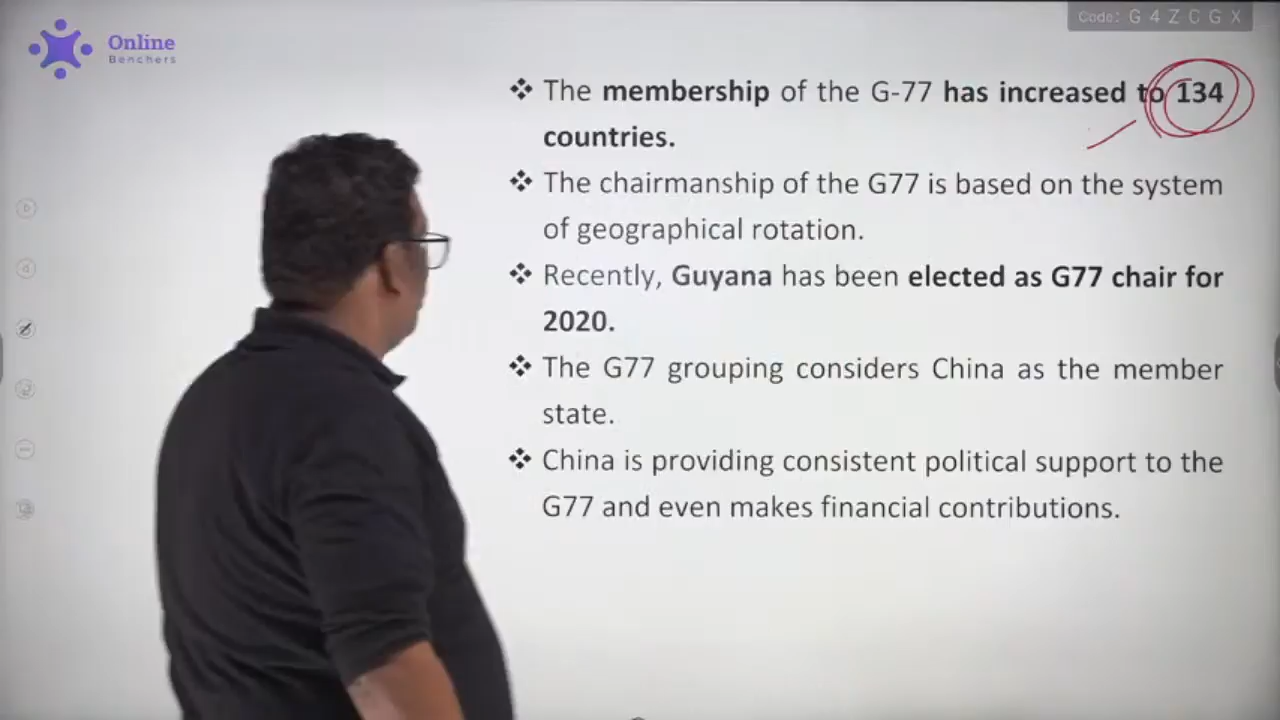 Online
Benchers
Code: G 4 Z C G X
❖ The membership of the G-77 has increased to 134
countries.
❖ The chairmanship of the G77 is based on the system
of geographical rotation.
❖ Recently, Guyana has been elected as G77 chair for
2020.
❖ The G77 grouping considers China as the member
state.
❖ China is providing consistent political support to the
G77 and even makes financial contributions.